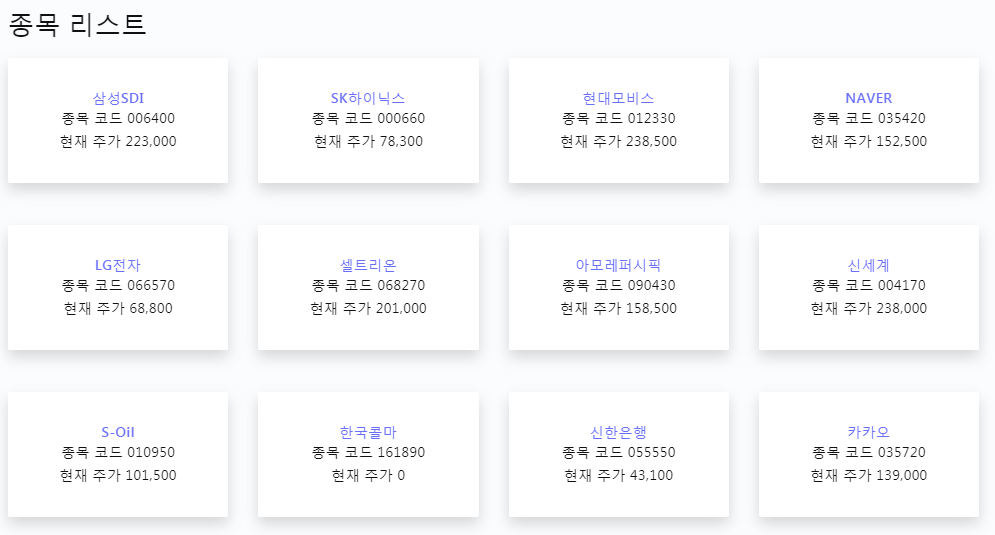 종목 리스트
삼성SDI
종목 코드 006400
현재 주가 223,000
SK하이닉스
종목 코드 000660
현재 주가 78,300
현대모비스
종목 코드 012330
현재 주가 238,500
NAVER
종목 코드 035420
현재 주가 152,500
LG전자
종목 코드 066570
현재 주가 68,800
셀트리온
종목 코드 068270
현재 주가 201,000
아모레퍼시픽
종목 코드 090430
현재 주가 158,500
신세계
종목 코드 004170
현재 주가 238,000
S-Oil
종목 코드 010950
현재 주가 101,500
한국콜마
종목 코드 161890
현재 주가 0
신한은행
종목 코드 055550
현재 주가 43,100
카카오
종목 코드 035720
현재 주가 139,000